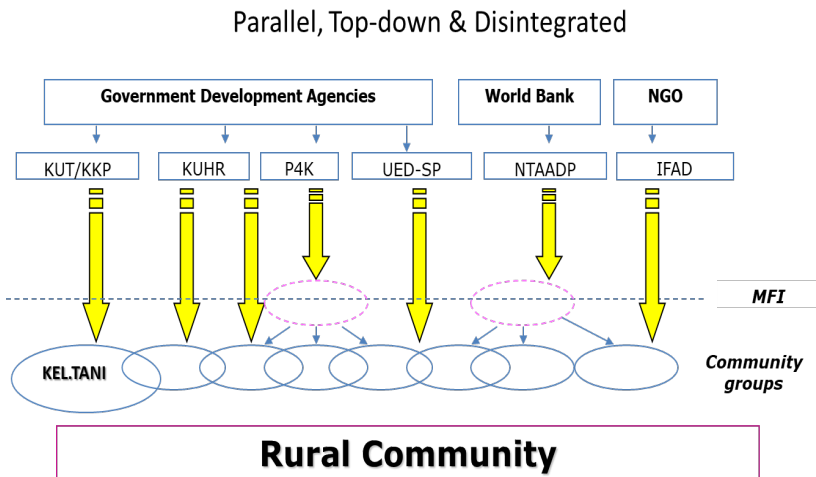 Parallel, Top-down & Disintegrated
Government Development Agencies
World Bank
NGO
KUT/KKP
KUHR
P4K
UED-SP
NTAADP
IFAD
MFI
KEL.TANI
Community
groups
Rural Community